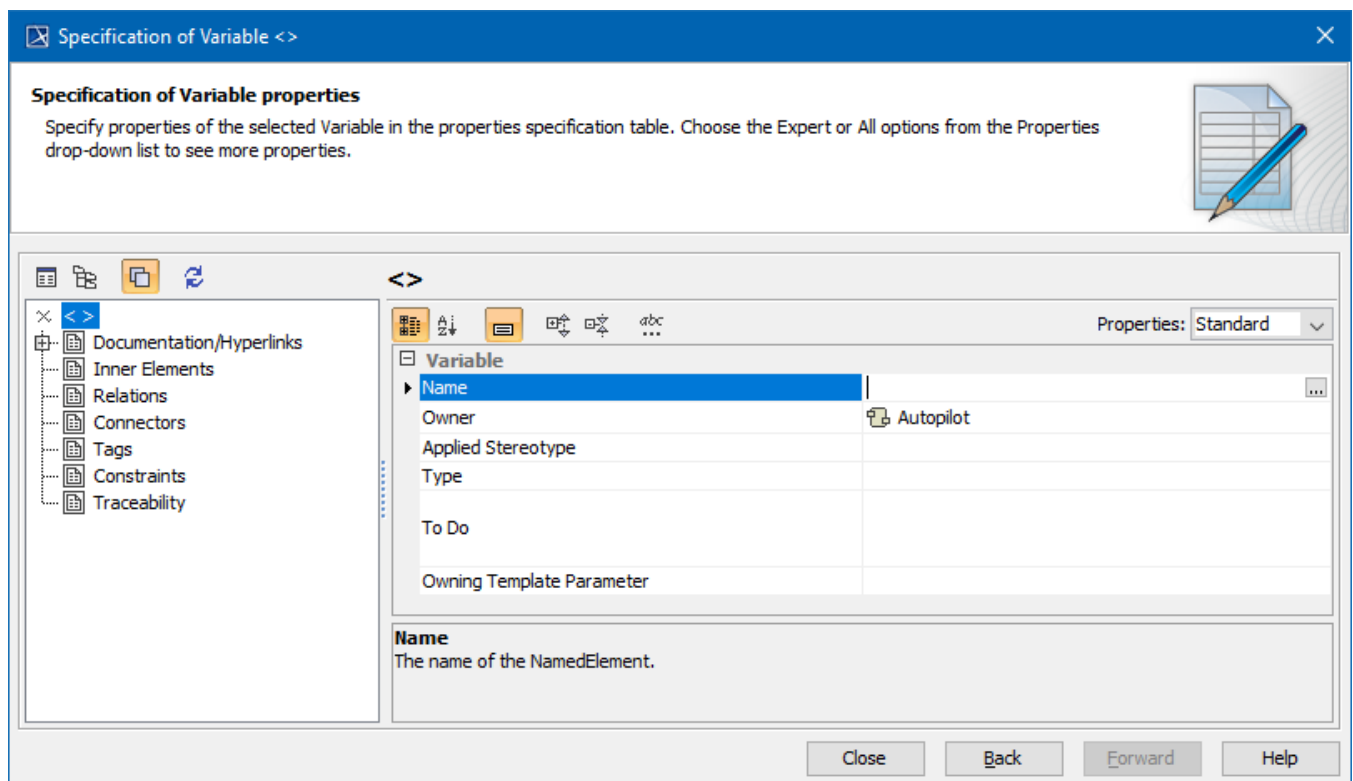 Specification of Variable <>
Specification of Variable properties
Specify properties of the selected Variable in the properties specification table. Choose the Expert or All options from the Properties
drop-down list to see more properties.
<>
< >
Documentation/Hyperlinks
Inner Elements
Relations
Connectors
Tags
Constraints
Traceability
A
Z
abc
...
Properties: Standard
Variable
Name
...
Owner Autopilot
Applied Stereotype
Type
To Do
Owning Template Parameter
Name
The name of the NamedElement.
Close Back Forward Help